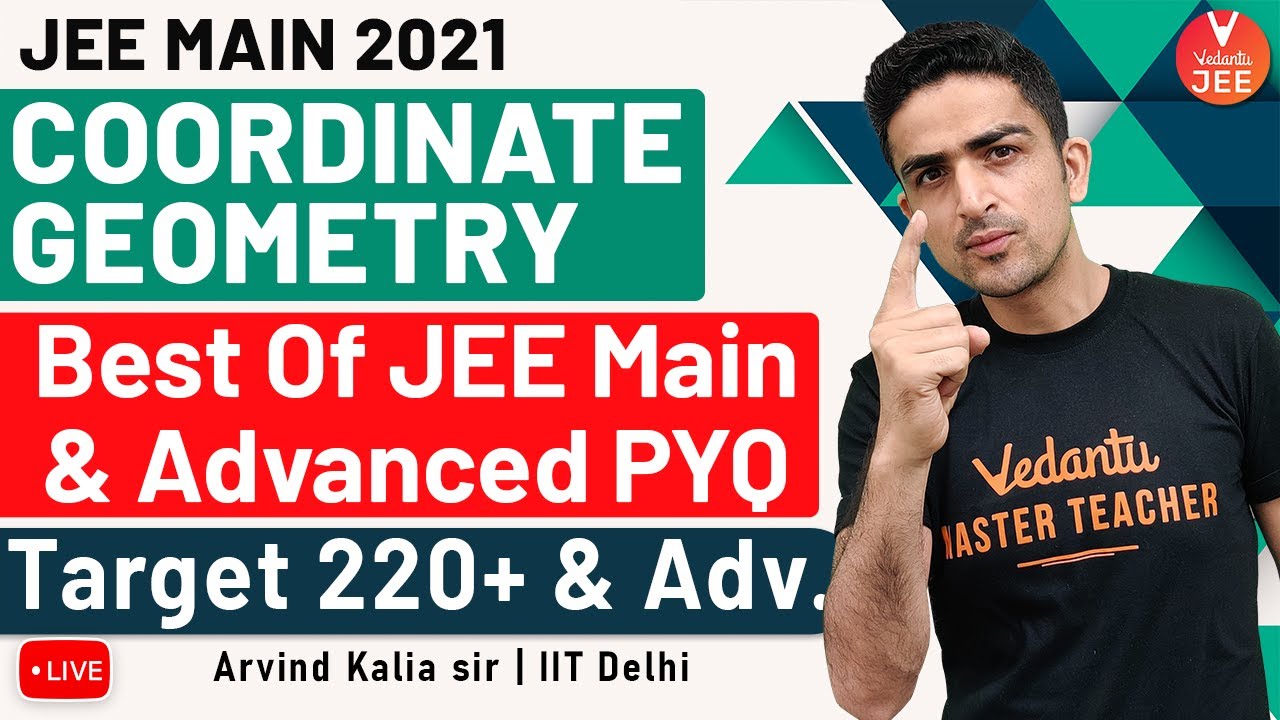 JEE MAIN 2021
COORDINATE
GEOMETRY
Best Of JEE Main
& Advanced PYQ
Target 220+ & Adv.
LIVE
Arvind Kalia sir | IIT Delhi
Vedantu
JEE
Vedantu
MASTER TEACHER